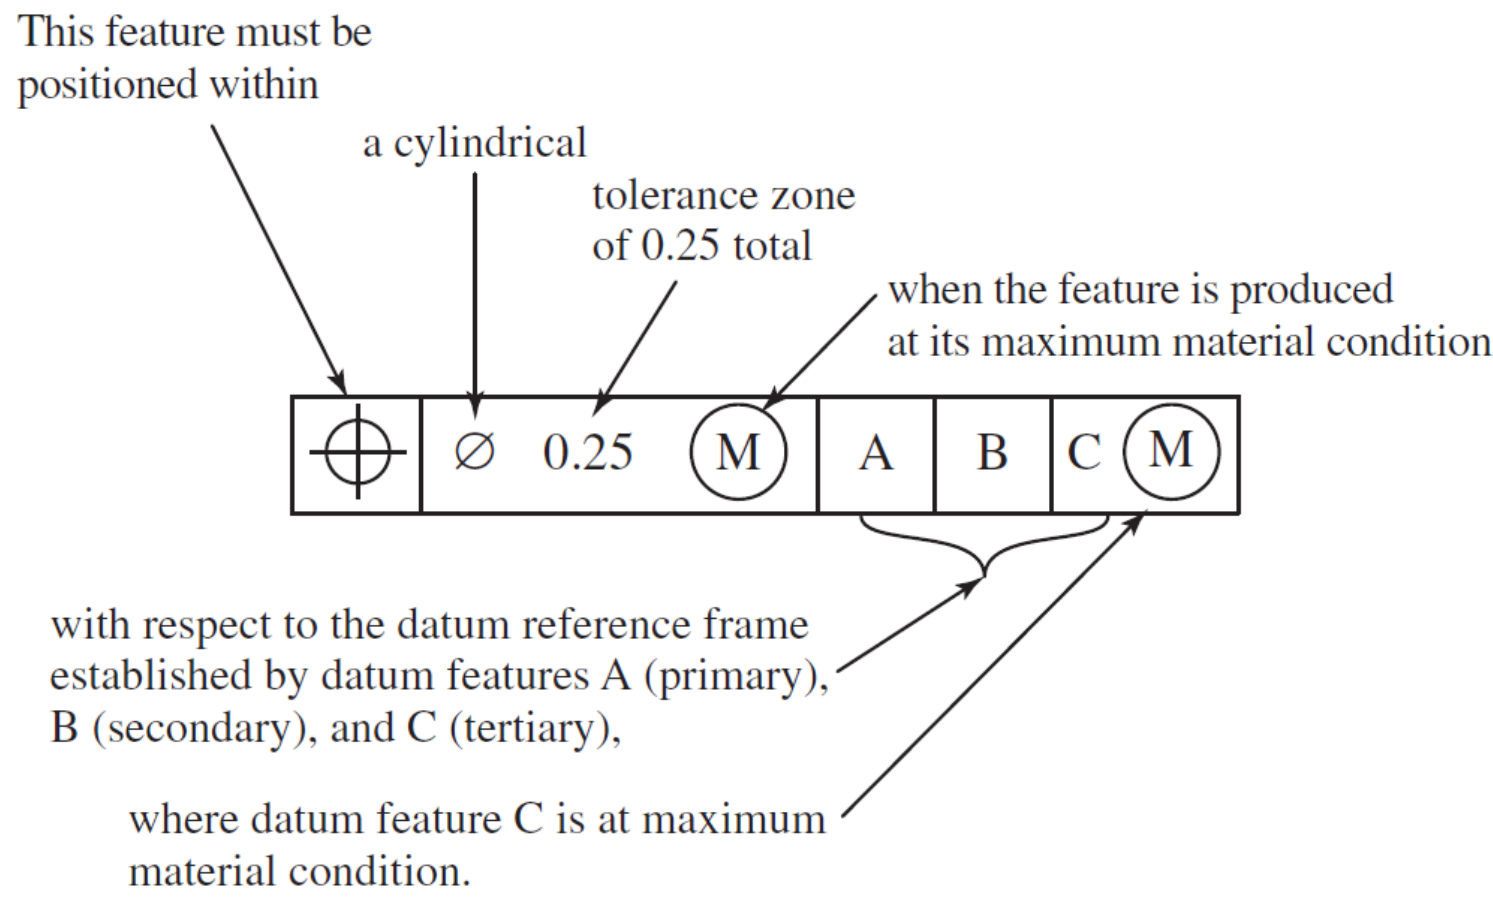 This feature must be
positioned within
a cylindrical
tolerance zone
of 0.25 total
when the feature is produced
at its maximum material condition
⌖ ∅ 0.25 Ⓜ A B C Ⓜ
with respect to the datum reference frame
established by datum features A (primary),
B (secondary), and C (tertiary),
where datum feature C is at maximum
material condition.